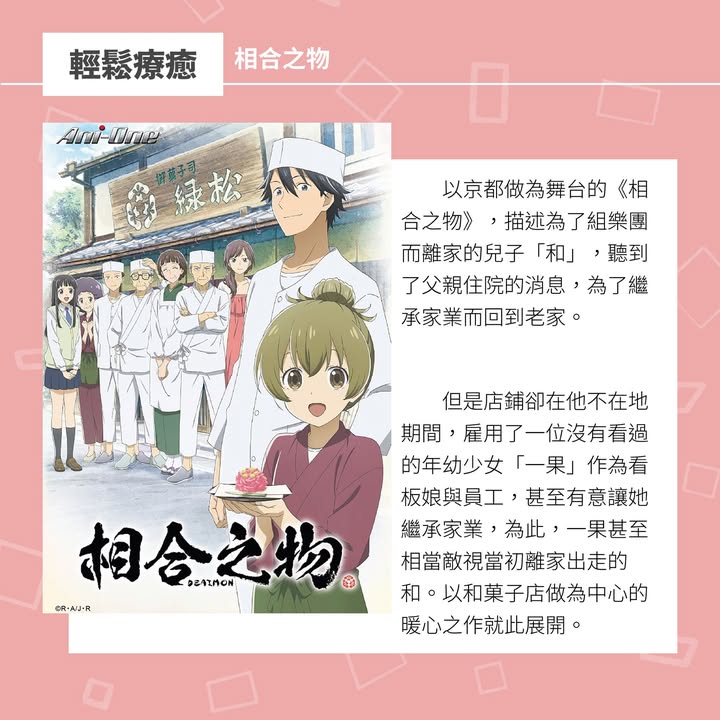 輕鬆療癒
相合之物
Ani-One
御菓子司
緑松
相合之物
DEAIMON
©R・A/J・R
以京都做為舞台的《相
合之物》，描述為了組樂團
而離家的兒子「和」，聽到
了父親住院的消息，為了繼
承家業而回到老家。
但是店鋪卻在他不在地
期間，雇用了一位沒有看過
的年幼少女「一果」作為看
板娘與員工，甚至有意讓她
繼承家業，為此，一果甚至
相當敵視當初離家出走的
和。以和菓子店做為中心的
暖心之作就此展開。